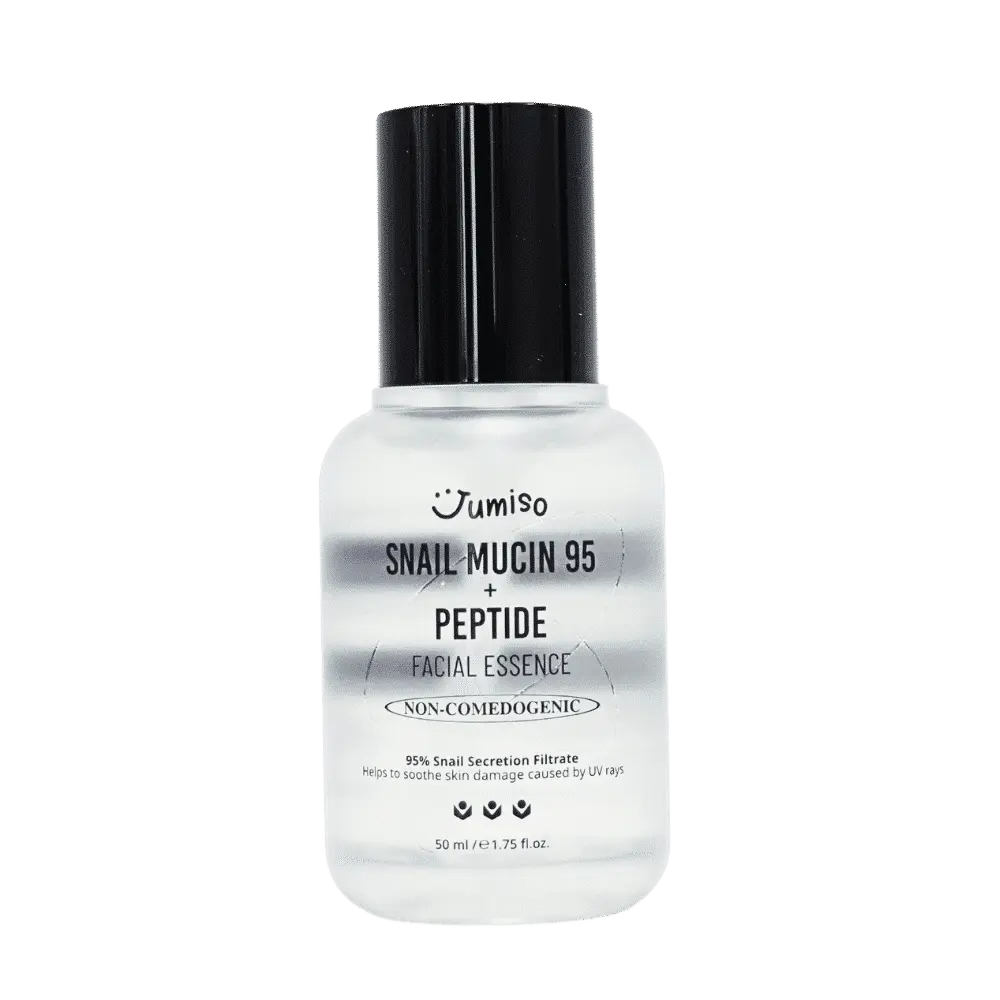 Jumiso
SNAIL MUCIN 95
+
PEPTIDE
FACIAL ESSENCE
NON-COMEDOGENIC
95% Snail Secretion Filtrate
Helps to soothe skin damage caused by UV rays
50 ml /℮1.75 fl.oz.